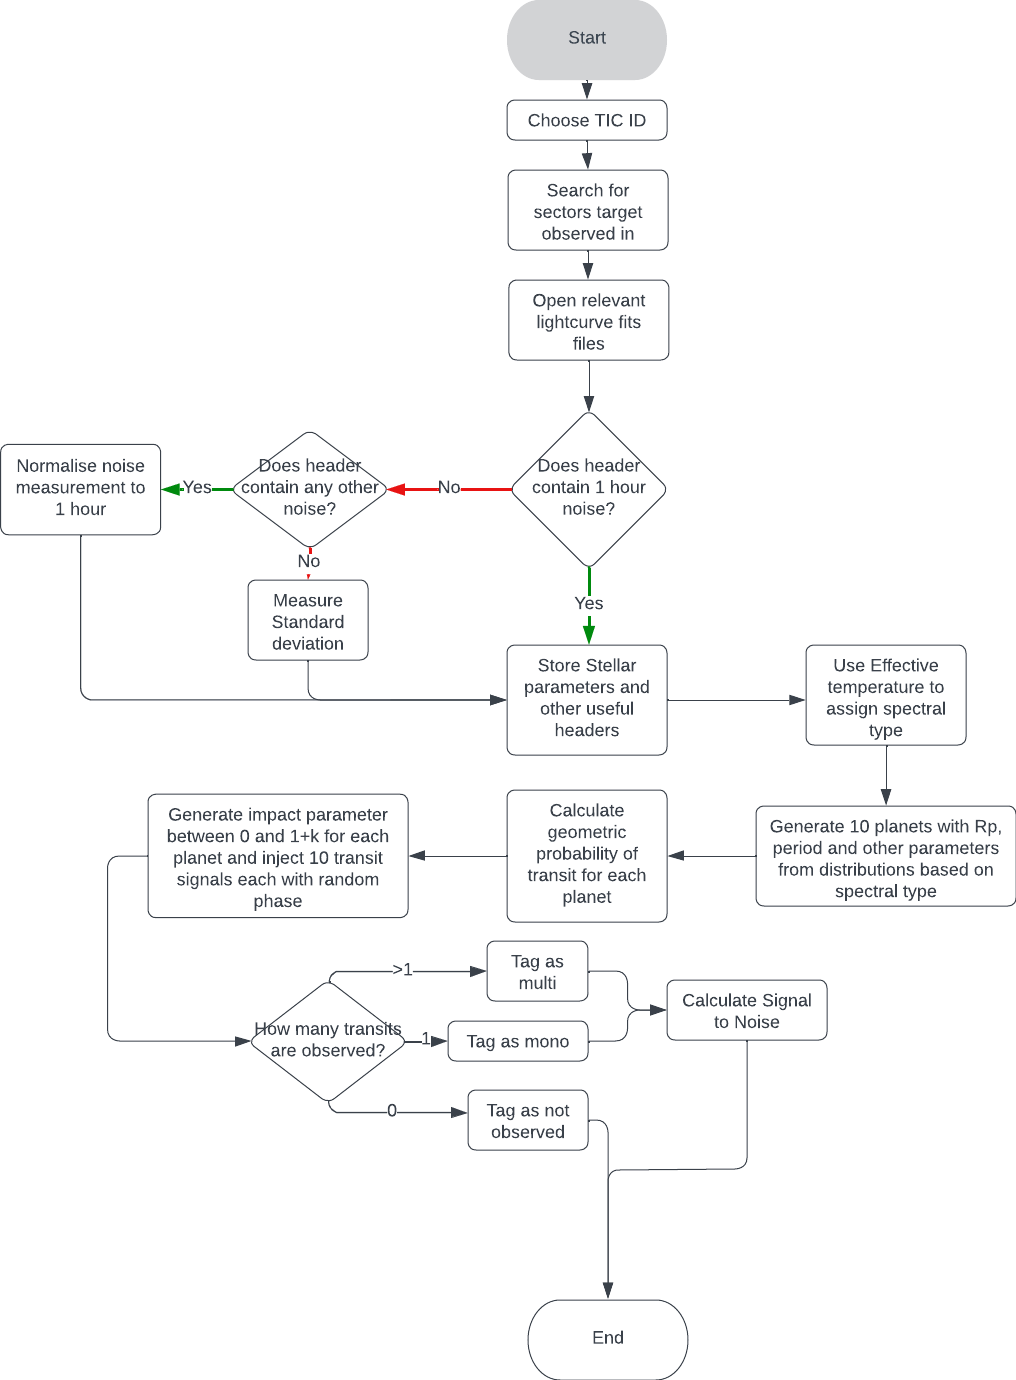 Start
Choose TIC ID
Search for
sectors target
observed in
Open relevant
lightcurve fits
files
Does header
contain 1 hour
noise?
No
Does header
contain any other
noise?
Yes
Normalise noise
measurement to
1 hour
No
Measure
Standard
deviation
Yes
Store Stellar
parameters and
other useful
headers
Use Effective
temperature to
assign spectral
type
Generate 10 planets with Rp,
period and other parameters
from distributions based on
spectral type
Calculate
geometric
probability of
transit for each
planet
Generate impact parameter
between 0 and 1+k for each
planet and inject 10 transit
signals each with random
phase
How many transits
are observed?
>1
Tag as
multi
1
Tag as mono
0
Tag as not
observed
Calculate Signal
to Noise
End